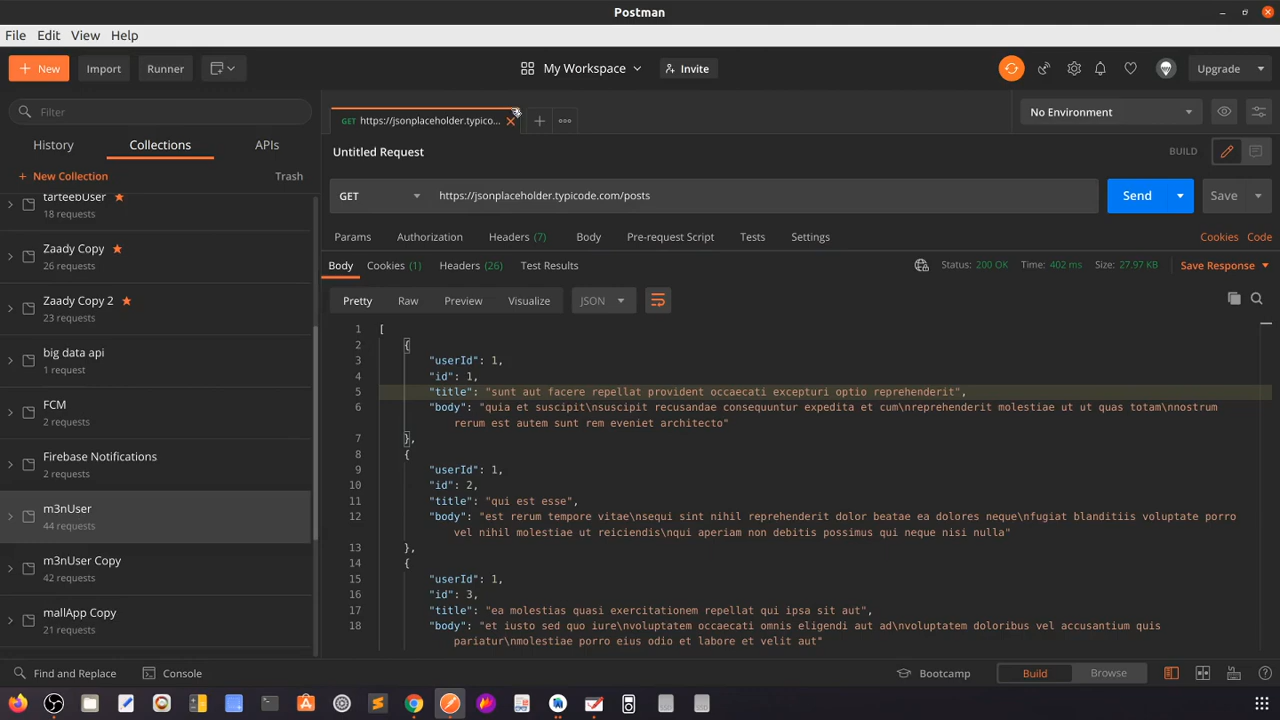 Postman
File Edit View Help
New Import Runner My Workspace Invite Upgrade
Filter
History Collections APIs
New Collection Trash
tarteebUser
18 requests
Zaady Copy
26 requests
Zaady Copy 2
23 requests
big data api
1 request
FCM
2 requests
Firebase Notifications
2 requests
m3nUser
44 requests
m3nUser Copy
42 requests
mallApp Copy
21 requests
GET https://jsonplaceholder.typico...
No Environment
Untitled Request BUILD
GET https://jsonplaceholder.typicode.com/posts Send Save
Params Authorization Headers (7) Body Pre-request Script Tests Settings Cookies Code
Body Cookies (1) Headers (26) Test Results Status: 200 OK Time: 402 ms Size: 27.97 KB Save Response
Pretty Raw Preview Visualize JSON
1 [
2 {
3 "userId": 1,
4 "id": 1,
5 "title": "sunt aut facere repellat provident occaecati excepturi optio reprehenderit",
6 "body": "quia et suscipit\nsuscipit recusandae consequuntur expedita et cum\nreprehenderit molestiae ut ut quas totam\nnostrum
rerum est autem sunt rem eveniet architecto"
7 },
8 {
9 "userId": 1,
10 "id": 2,
11 "title": "qui est esse",
12 "body": "est rerum tempore vitae\nsequi sint nihil reprehenderit dolor beatae ea dolores neque\nfugiat blanditiis voluptate porro
vel nihil molestiae ut reiciendis\nqui aperiam non debitis possimus qui neque nisi nulla"
13 },
14 {
15 "userId": 1,
16 "id": 3,
17 "title": "ea molestias quasi exercitationem repellat qui ipsa sit aut",
18 "body": "et iusto sed quo iure\nvoluptatem occaecati omnis eligendi aut ad\nvoluptatem doloribus vel accusantium quis
pariatur\nmolestiae porro eius odio et labore et velit aut"
Find and Replace Console Bootcamp Build Browse